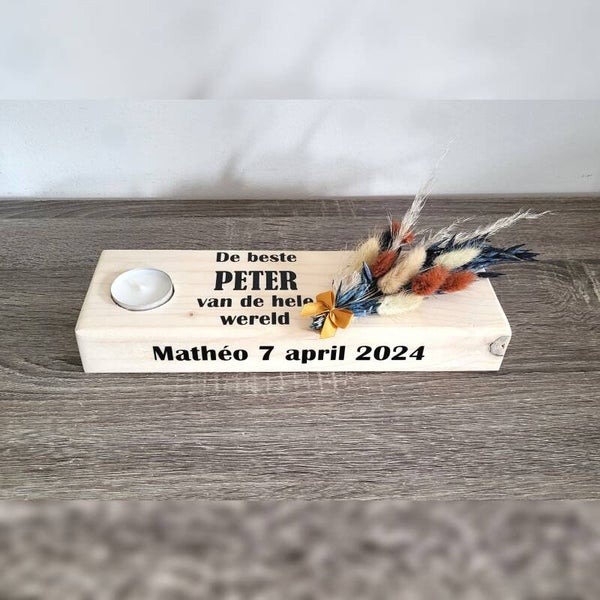 De beste
PETER
van de hele
wereld
Mathéo 7 april 2024